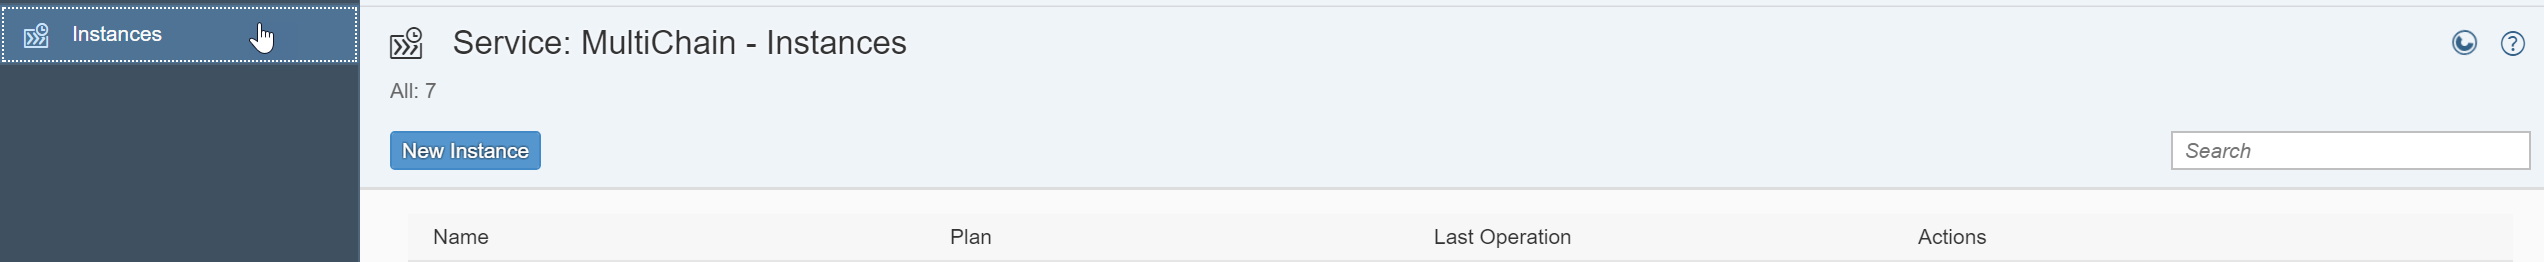 Instances
Service: MultiChain - Instances
All: 7
New Instance
Search
Name Plan Last Operation Actions